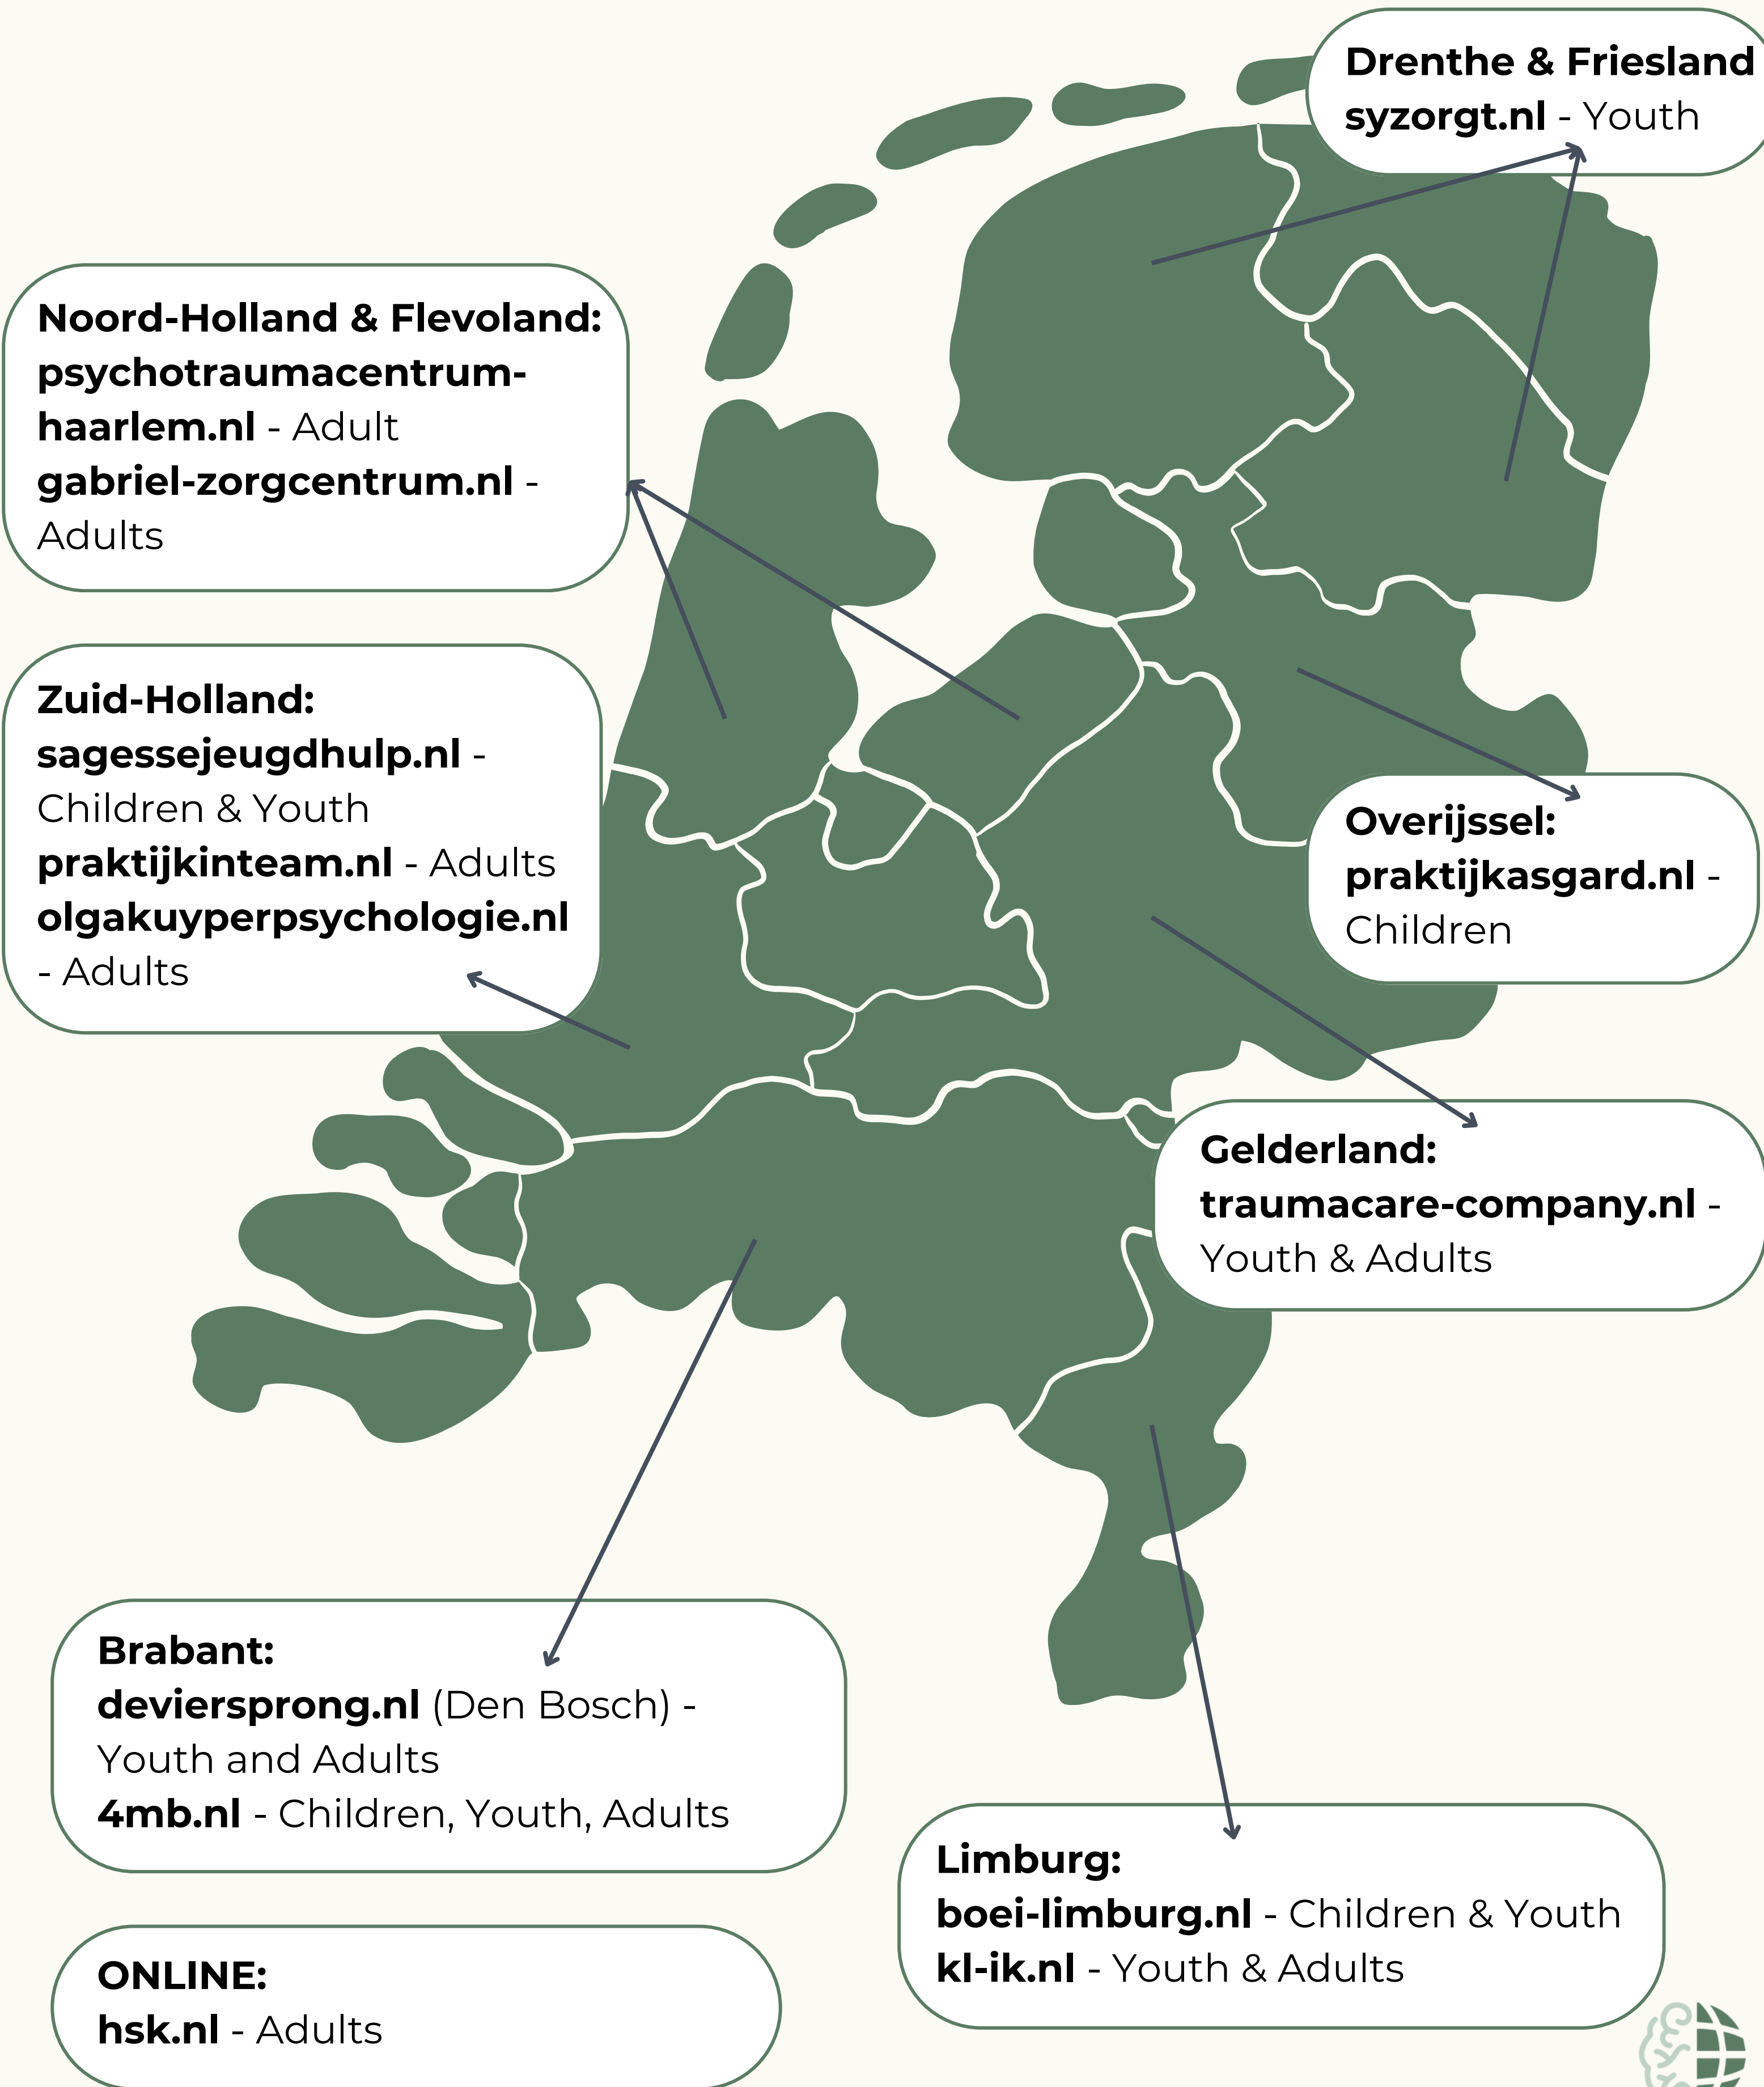 Drenthe & Friesland
syzorgt.nl - Youth
Noord-Holland & Flevoland:
psychotraumacentrum-
haarlem.nl - Adult
gabriel-zorgcentrum.nl -
Adults
Zuid-Holland:
sagessejeugdhulp.nl -
Children & Youth
praktijkinteam.nl - Adults
olgakuyperpsychologie.nl
- Adults
Overijssel:
praktijkasgard.nl -
Children
Gelderland:
traumacare-company.nl -
Youth & Adults
Brabant:
deviersprong.nl (Den Bosch) -
Youth and Adults
4mb.nl - Children, Youth, Adults
Limburg:
boei-limburg.nl - Children & Youth
kl-ik.nl - Youth & Adults
ONLINE:
hsk.nl - Adults